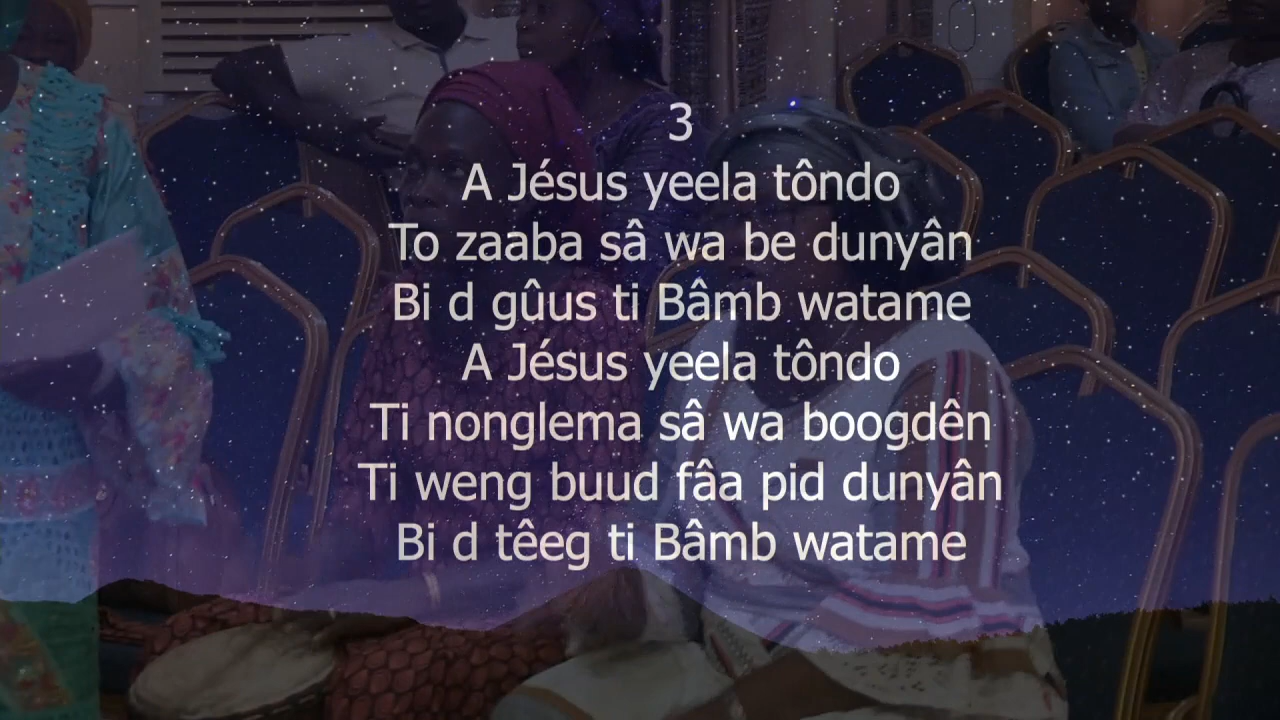 3
A Jésus yeela tôndo
To zaaba sâ wa be dunyân
Bi d gûus ti Bâmb watame
A Jésus yeela tôndo
Ti nonglema sâ wa boogdên
Ti weng buud fâa pid dunyân
Bi d têeg ti Bâmb watame